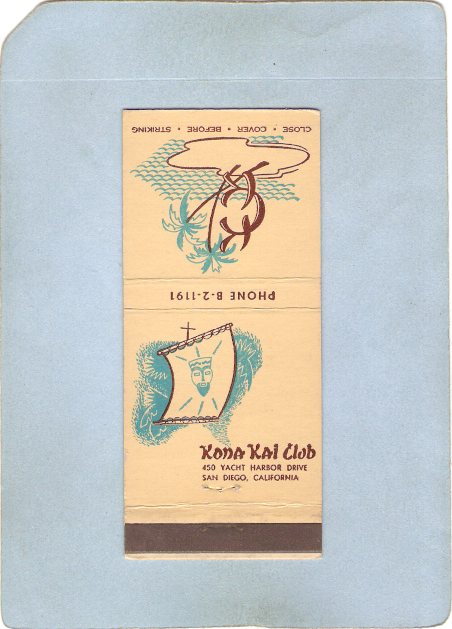 CLOSE • COVER • BEFORE • STRIKING
PHONE B-2-1191
Kona Kai Club
450 YACHT HARBOR DRIVE
SAN DIEGO, CALIFORNIA